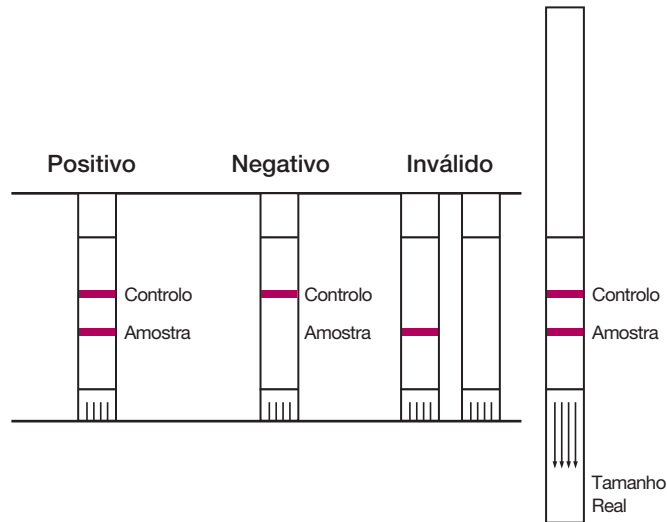 Positivo
Negativo
Inválido
Controlo
Controlo
Controlo
Amostra
Amostra
Amostra
Tamanho
Real